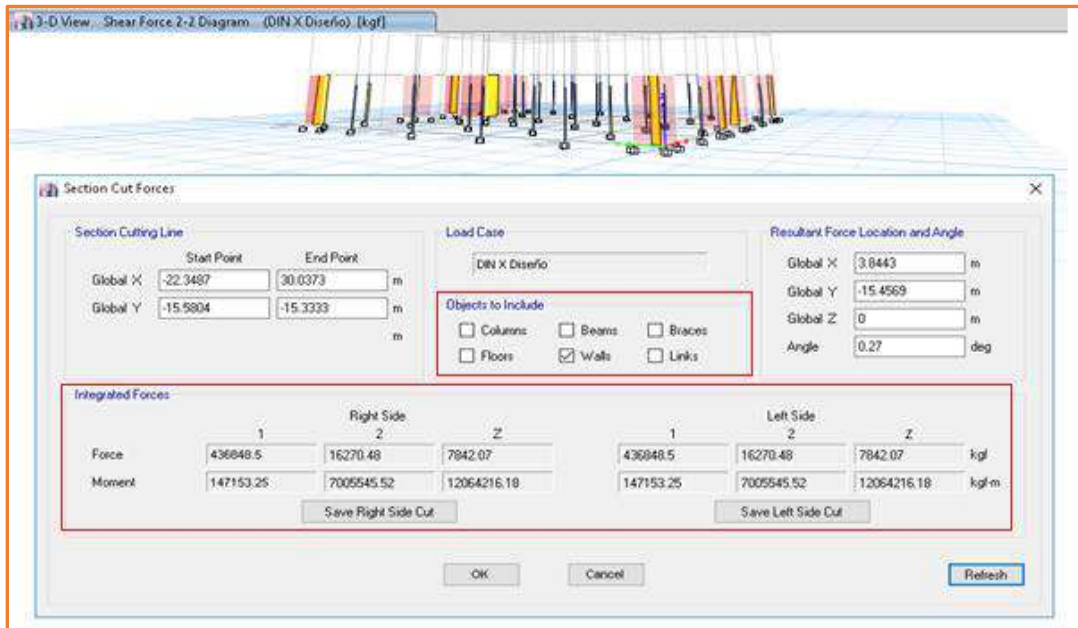 3-D View, Shear Force 2-2 Diagram (DIN X Diseño) [kgf]
Section Cut Forces
Section Cutting Line
Start Point End Point
Global X -22.3487 30.0373 m
Global Y -15.5804 -15.3333 m
m
Load Case
DIN X Diseño
Objects to Include
Columns Beams Braces
Floors Walls Links
Resultant Force Location and Angle
Global X 3.8443 m
Global Y -15.4569 m
Global Z 0 m
Angle 0.27 deg
Integrated Forces
Right Side Left Side
1 2 Z 1 2 Z
Force 436848.5 16270.48 7842.07 436848.5 16270.48 7842.07 kgf
Moment 147153.25 7005545.52 12064216.18 147153.25 7005545.52 12064216.18 kgf-m
Save Right Side Cut Save Left Side Cut
OK Cancel Refresh